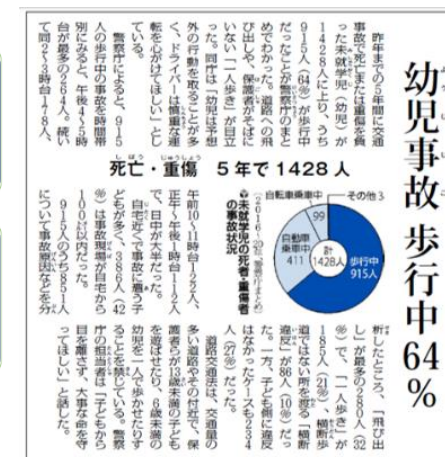 幼児事故 歩行中64%
死亡・重傷 5年で1428人
昨年までの5年間に交通
事故で死亡または重傷を負
った未就学児(幼児)が
1428人に上り、うち
915人(64%)が歩行中
だったことが警察庁のまと
めでわかった。道路への飛
び出しや、保護者がそばに
いない「一人歩き」が目立
った。同庁は「幼児は予想
外の行動を取ることが多
く、ドライバーは慎重な運
転を心がけてほしい」とし
ている。
警察庁によると、915
人の歩行中の事故を時間帯
別にみると、午後4~5時
台が最多の264人。続い
て同2~3時台178人、
午前10~11時台122人、
正午~午後1時台112人
で、日中が大半だった。
自宅近くで事故に遭う子
どもが多く、386人(42
%)は事故現場が自宅から
100㍍以内だった。
915人のうち881人
について事故原因などを分
析したところ、「飛び出
し」が最多の280人(32
%)で、「一人歩き」が
185人(21%)、横断歩
道ではない所を渡る「横断
違反」が86人(10%)だっ
た。一方、子ども側に違反
はなかったケースも234
人(27%)だった。
道路交通法は、交通量の
多い道路やその付近で、保
護者らが13歳未満の子ども
を遊ばせたり、6歳未満の
幼児を一人で歩かせたりす
ることを禁じている。警察
庁の担当者は「子どもから
目を離さず、大事な命を守
ってほしい」と話した。
未就学児の死者・重傷者
の事故状況
その他 3
自転車乗車中
99
自動車
乗車中
411
計
1428人
歩行中
915人